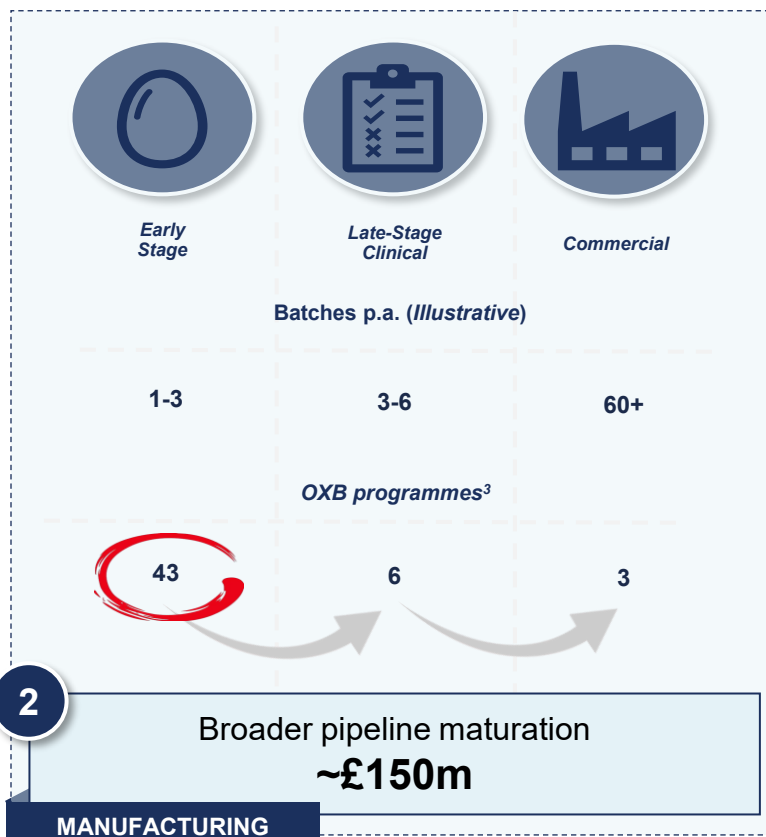 Early
Stage
Late-Stage
Clinical
Commercial
Batches p.a. (Illustrative)
1-3
3-6
60+
OXB programmes³
43
6
3
2
Broader pipeline maturation
~£150m
MANUFACTURING